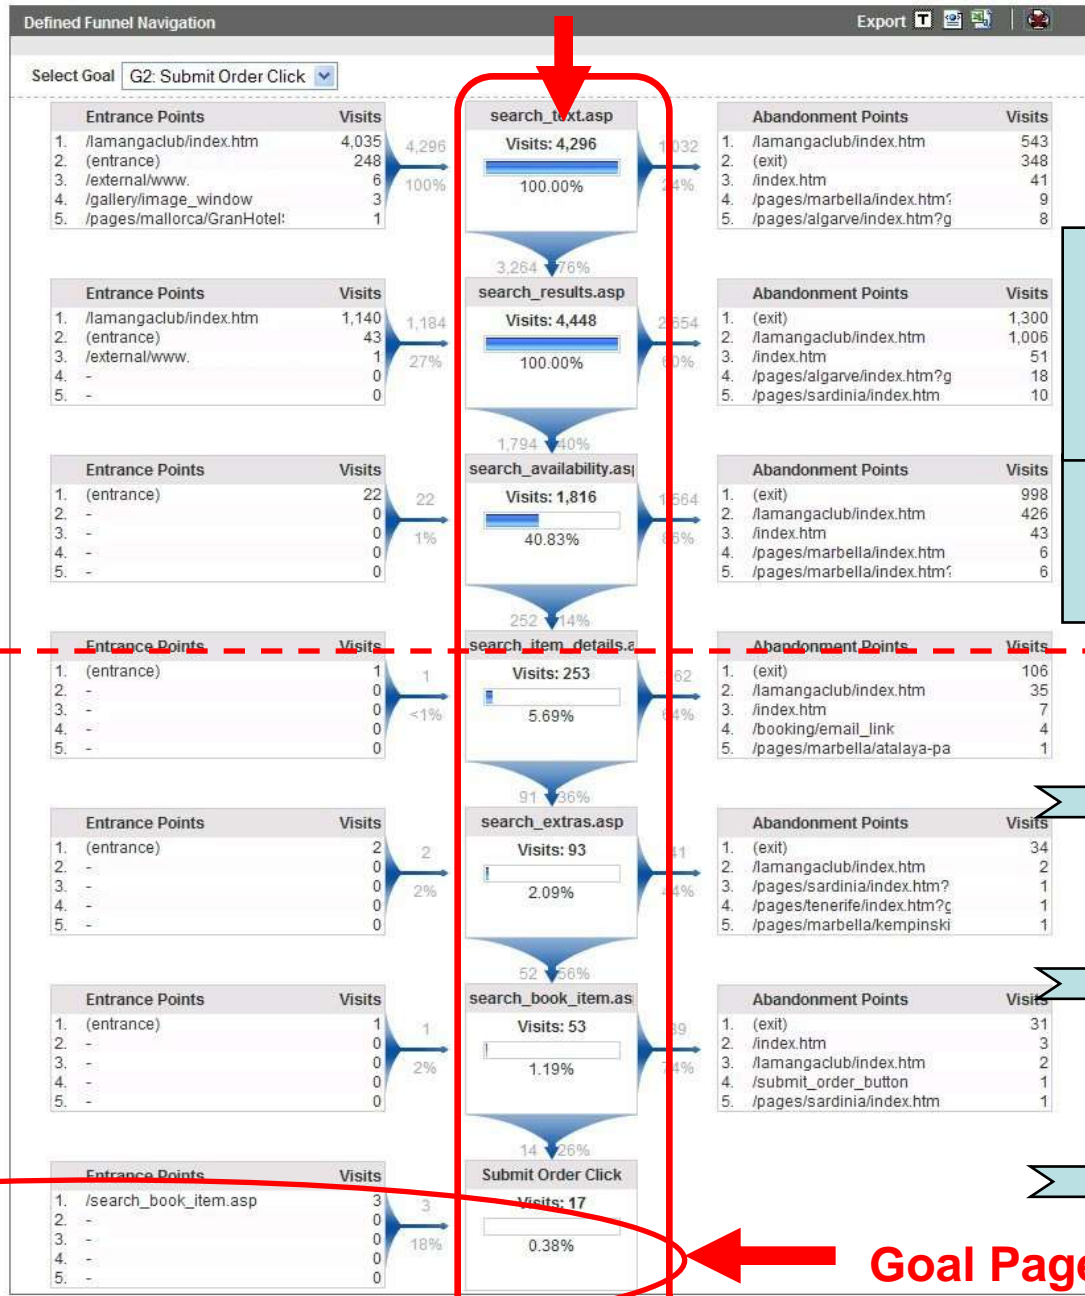 Defined Funnel Navigation Export T
Select Goal G2: Submit Order Click
Entrance Points Visits
1. /lamangaclub/index.htm 4,035
2. (entrance) 248
3. /external/www. 6
4. /gallery/image_window 3
5. /pages/mallorca/GranHotel 1
4,296
100%
search_text.asp
Visits: 4,296
100.00%
1,032
24%
Abandonment Points Visits
1. /lamangaclub/index.htm 543
2. (exit) 348
3. /index.htm 41
4. /pages/marbella/index.htm? 9
5. /pages/algarve/index.htm?g 8
3,264 76%
Entrance Points Visits
1. /lamangaclub/index.htm 1,140
2. (entrance) 43
3. /external/www. 1
4. - 0
5. - 0
1,184
27%
search_results.asp
Visits: 4,448
100.00%
2,654
60%
Abandonment Points Visits
1. (exit) 1,300
2. /lamangaclub/index.htm 1,006
3. /index.htm 51
4. /pages/algarve/index.htm?g 18
5. /pages/sardinia/index.htm 10
1,794 40%
Entrance Points Visits
1. (entrance) 22
2. - 0
3. - 0
4. - 0
5. - 0
22
1%
search_availability.asp
Visits: 1,816
40.83%
1,564
86%
Abandonment Points Visits
1. (exit) 998
2. /lamangaclub/index.htm 426
3. /index.htm 43
4. /pages/marbella/index.htm 6
5. /pages/marbella/index.htm? 6
252 14%
Entrance Points Visits
1. (entrance) 1
2. - 0
3. - 0
4. - 0
5. - 0
1
<1%
search_item_details.a
Visits: 253
5.69%
162
64%
Abandonment Points Visits
1. (exit) 106
2. /lamangaclub/index.htm 35
3. /index.htm 7
4. /booking/email_link 4
5. /pages/marbella/atalaya-pa 1
91 36%
Entrance Points Visits
1. (entrance) 2
2. - 0
3. - 0
4. - 0
5. - 0
2
2%
search_extras.asp
Visits: 93
2.09%
41
44%
Abandonment Points Visits
1. (exit) 34
2. /lamangaclub/index.htm 2
3. /pages/sardinia/index.htm? 1
4. /pages/tenerife/index.htm?g 1
5. /pages/marbella/kempinski 1
52 56%
Entrance Points Visits
1. (entrance) 1
2. - 0
3. - 0
4. - 0
5. - 0
1
2%
search_book_item.as
Visits: 53
1.19%
39
74%
Abandonment Points Visits
1. (exit) 31
2. /index.htm 3
3. /lamangaclub/index.htm 2
4. /submit_order_button 1
5. /pages/sardinia/index.htm 1
14 26%
Entrance Points Visits
1. /search_book_item.asp 3
2. - 0
3. - 0
4. - 0
5. - 0
3
18%
Submit Order Click
Visits: 17
0.38%
Goal Page